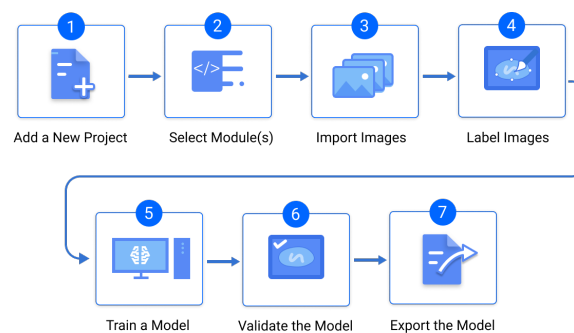 1
2
3
4
</>
Add a New Project
Select Module(s)
Import Images
Label Images
5
6
7
Train a Model
Validate the Model
Export the Model